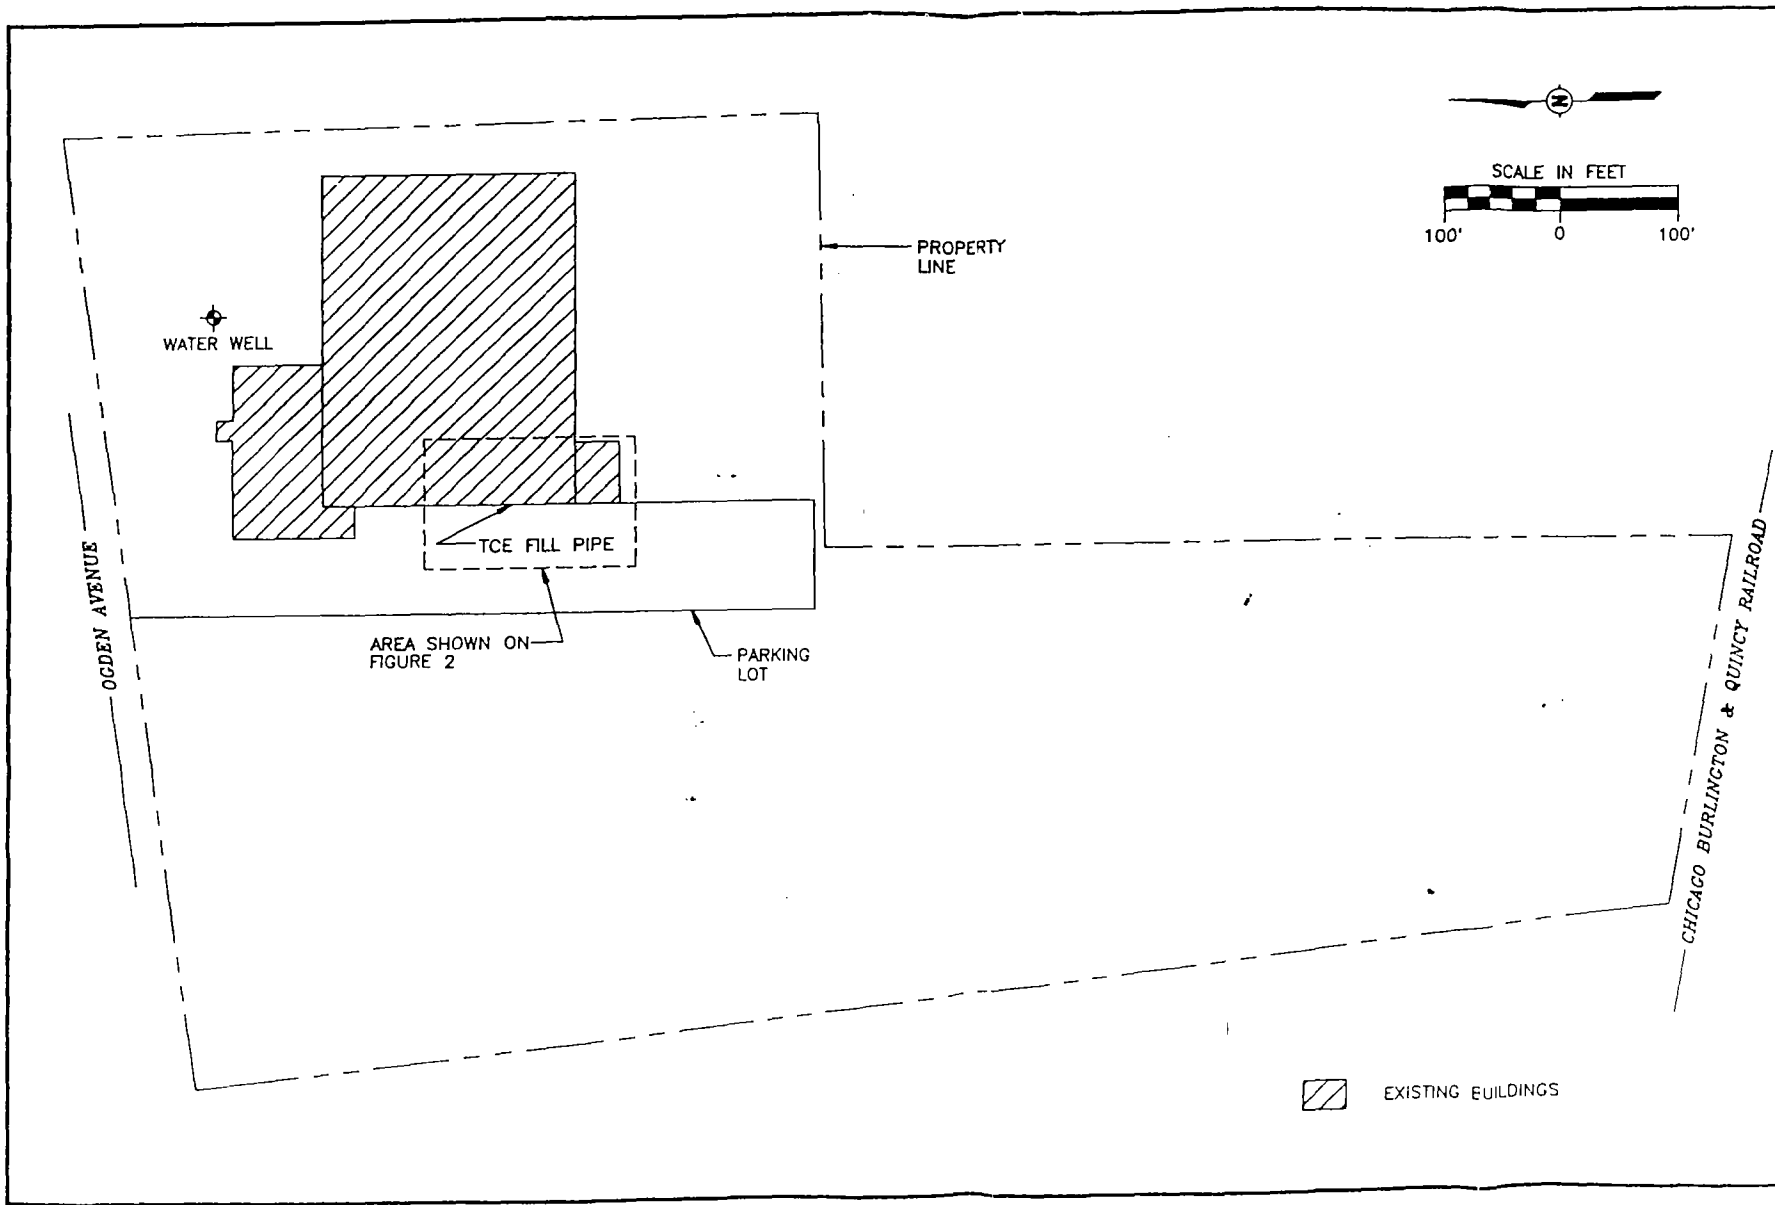 N
SCALE IN FEET
100' 0 100'
PROPERTY
LINE
WATER WELL
TCE FILL PIPE
OGDEN AVENUE
AREA SHOWN ON
FIGURE 2
PARKING
LOT
CHICAGO BURLINGTON & QUINCY RAILROAD
EXISTING BUILDINGS